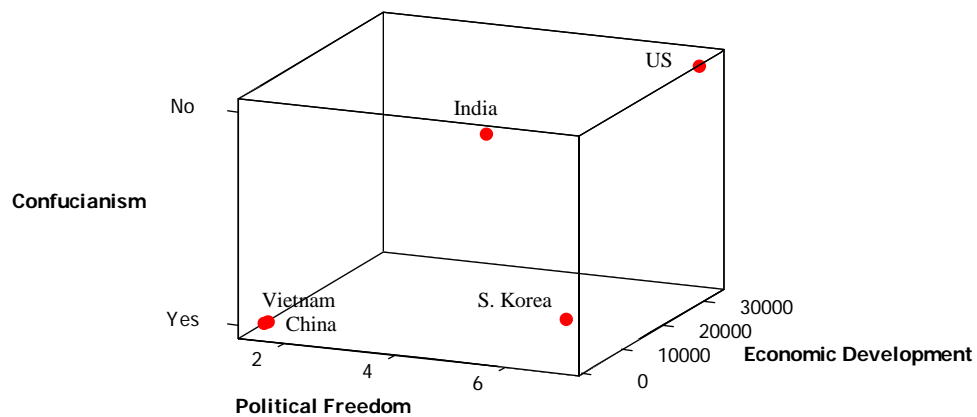 US
India
No
Confucianism
Vietnam
S. Korea
Yes
China
30000
20000
10000
0
Economic Development
2
4
6
Political Freedom